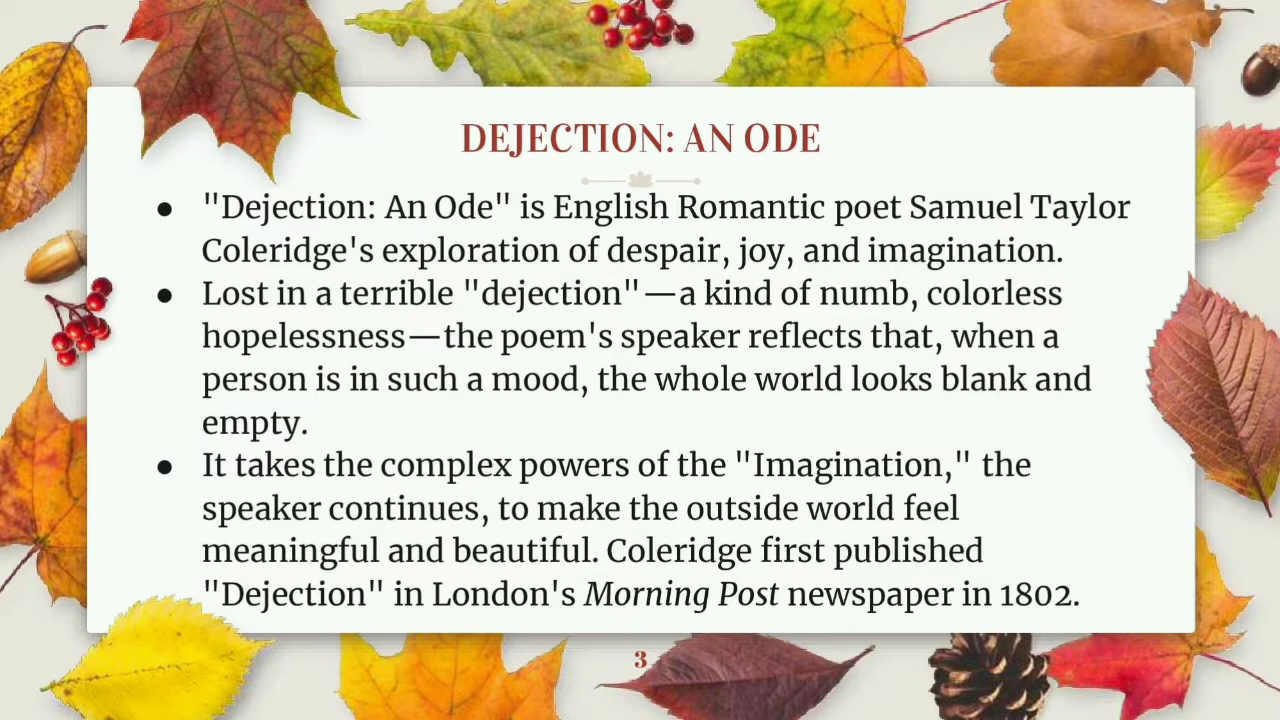 DEJECTION: AN ODE
● "Dejection: An Ode" is English Romantic poet Samuel Taylor
Coleridge's exploration of despair, joy, and imagination.
● Lost in a terrible "dejection"—a kind of numb, colorless
hopelessness—the poem's speaker reflects that, when a
person is in such a mood, the whole world looks blank and
empty.
● It takes the complex powers of the "Imagination," the
speaker continues, to make the outside world feel
meaningful and beautiful. Coleridge first published
"Dejection" in London's Morning Post newspaper in 1802.
3